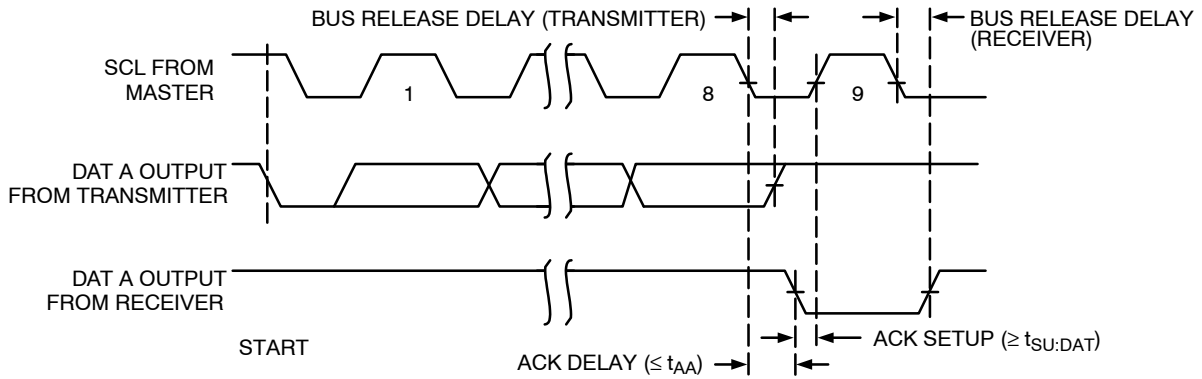 BUS RELEASE DELAY (TRANSMITTER)
BUS RELEASE DELAY
(RECEIVER)
SCL FROM
MASTER
1
8
9
DAT A OUTPUT
FROM TRANSMITTER
DAT A OUTPUT
FROM RECEIVER
START
ACK SETUP (≥ tSU:DAT)
ACK DELAY (≤ tAA)